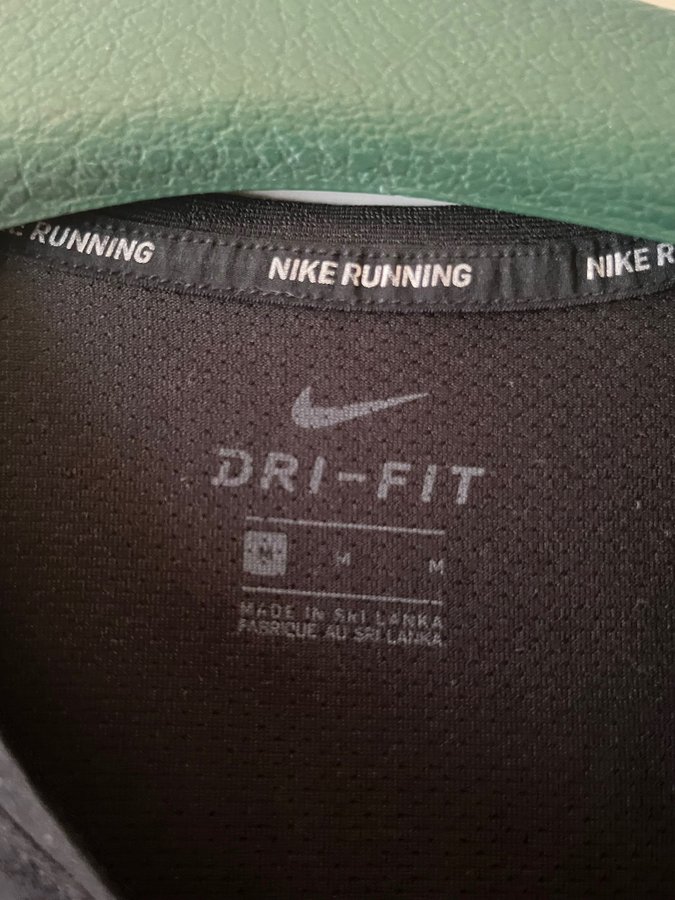 E RUNNING NIKE RUNNING NIKE R
DRI-FIT
M M M
MADE IN SRI LANKA
FABRIQUE AU SRI LANKA